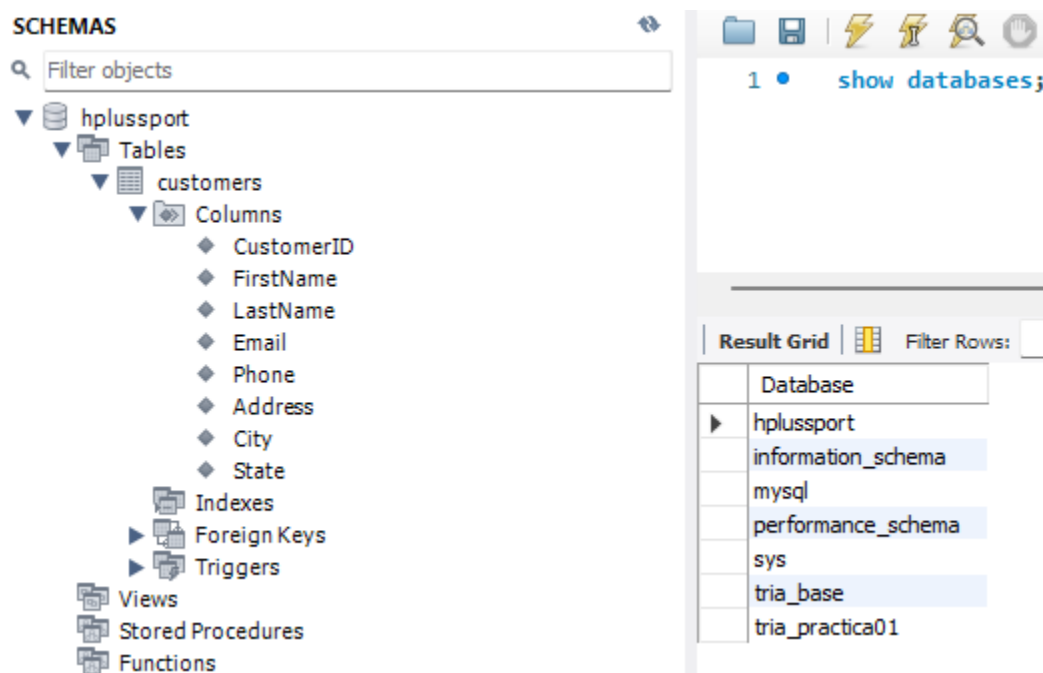 SCHEMAS
Filter objects
hplussport
Tables
customers
Columns
CustomerID
FirstName
LastName
Email
Phone
Address
City
State
Indexes
Foreign Keys
Triggers
Views
Stored Procedures
Functions
1 show databases;
Result Grid Filter Rows:
Database
hplussport
information_schema
mysql
performance_schema
sys
tria_base
tria_practica01